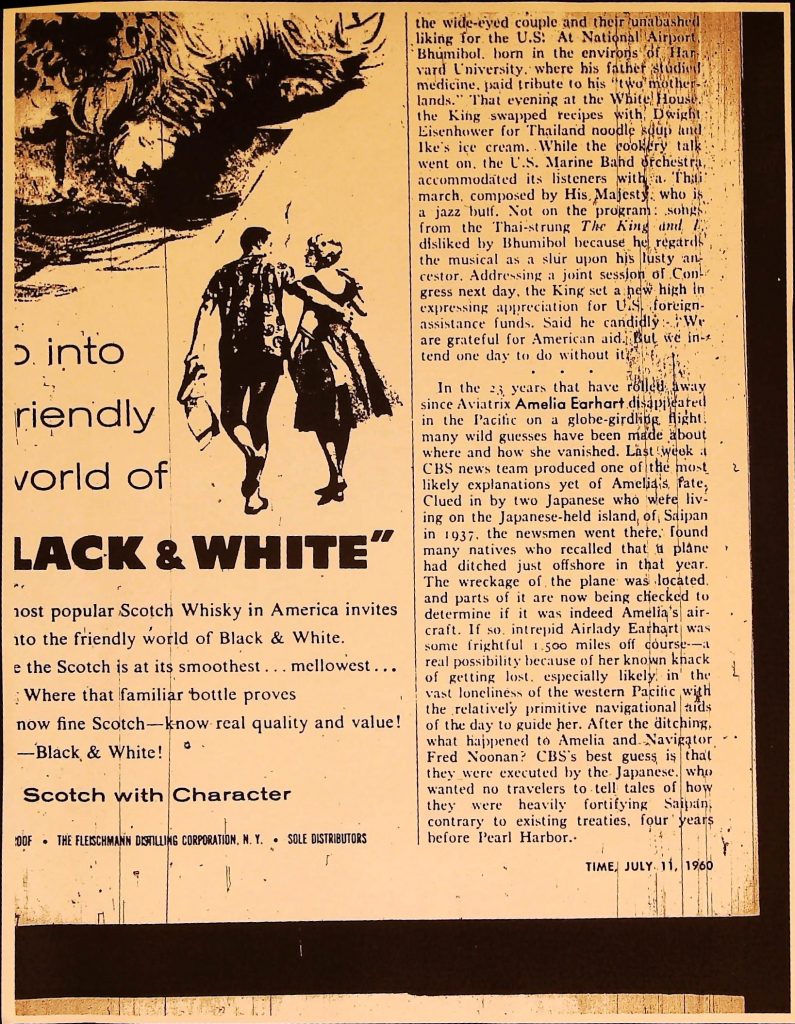 o into
riendly
world of
LACK & WHITE"
most popular Scotch Whisky in America invites
nto the friendly world of Black & White.
e the Scotch is at its smoothest...mellowest...
Where that familiar bottle proves
now fine Scotch—know real quality and value!
—Black & White!
Scotch with Character
OOF • THE FLEISCHMANN DISTILLING CORPORATION, N. Y. • SOLE DISTRIBUTORS
the wide-eyed couple and their unabashed
liking for the U.S. At National Airport,
Bhumibol, born in the environs of Har-
vard University, where his father studied
medicine, paid tribute to his "two mother-
lands." That evening at the White House,
the King swapped recipes with Dwight
Eisenhower for Thailand noodle soup and
Ike's ice cream. While the cookery talk
went on, the U.S. Marine Band orchestra
accommodated its listeners with a Thai
march, composed by His Majesty, who is
a jazz buff. Not on the program: songs
from the Thai-strung The King and I,
disliked by Bhumibol because he regards
the musical as a slur upon his lusty an-
cestor. Addressing a joint session of Con-
gress next day, the King set a new high in
expressing appreciation for U.S. foreign-
assistance funds. Said he candidly: "We
are grateful for American aid. But we in-
tend one day to do without it."
• • •
In the 23 years that have rolled away
since Aviatrix Amelia Earhart disappeared
in the Pacific on a globe-girdling flight,
many wild guesses have been made about
where and how she vanished. Last week a
CBS news team produced one of the most
likely explanations yet of Amelia's fate.
Clued in by two Japanese who were liv-
ing on the Japanese-held island of Saipan
in 1937, the newsmen went there, found
many natives who recalled that a plane
had ditched just offshore in that year.
The wreckage of the plane was located,
and parts of it are now being checked to
determine if it was indeed Amelia's air-
craft. If so, intrepid Airlady Earhart was
some frightful 1,500 miles off course—a
real possibility because of her known knack
of getting lost, especially likely in the
vast loneliness of the western Pacific with
the relatively primitive navigational aids
of the day to guide her. After the ditching,
what happened to Amelia and Navigator
Fred Noonan? CBS's best guess is that
they were executed by the Japanese, who
wanted no travelers to tell tales of how
they were heavily fortifying Saipan,
contrary to existing treaties, four years
before Pearl Harbor.
TIME, JULY 11, 1960